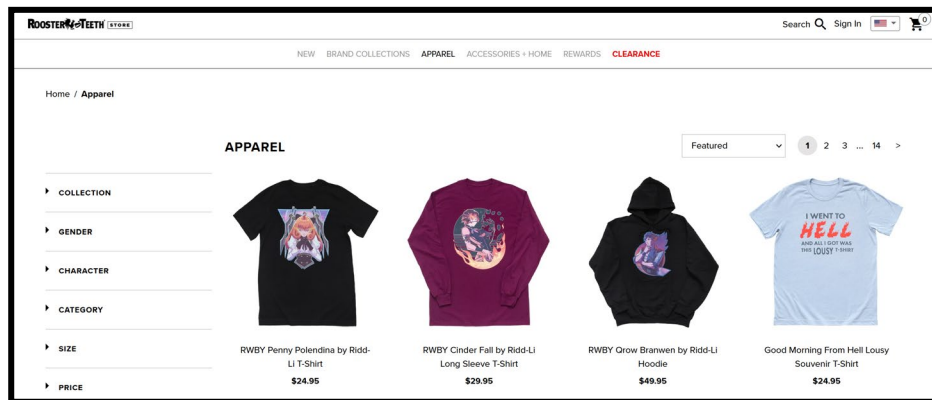 ROOSTER TEETH STORE
Search Sign In 0
NEW BRAND COLLECTIONS APPAREL ACCESSORIES + HOME REWARDS CLEARANCE
Home / Apparel
APPAREL
Featured 1 2 3 ... 14 >
COLLECTION
GENDER
CHARACTER
CATEGORY
SIZE
PRICE
I WENT TO
HELL
AND ALL I GOT WAS
THIS LOUSY T-SHIRT
RWBY Penny Polendina by Ridd-
Li T-Shirt
$24.95
RWBY Cinder Fall by Ridd-Li
Long Sleeve T-Shirt
$29.95
RWBY Qrow Branwen by Ridd-Li
Hoodie
$49.95
Good Morning From Hell Lousy
Souvenir T-Shirt
$24.95